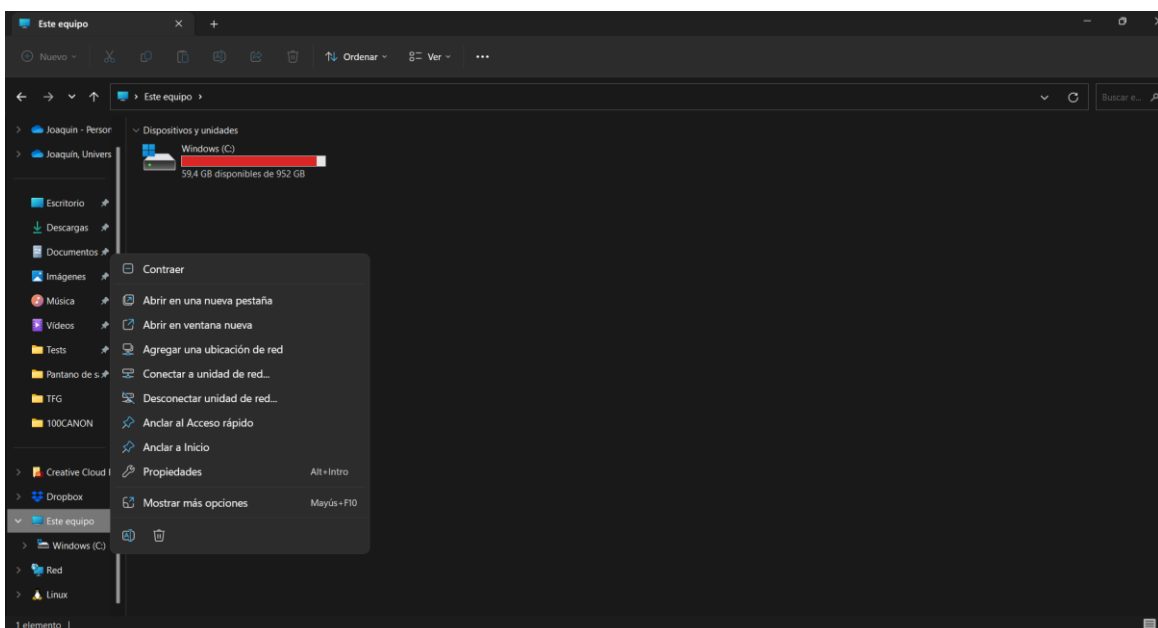 Este equipo
Nuevo
Ordenar
Ver
Este equipo
Buscar e...
Joaquin - Person
Joaquín, Univers
Escritorio
Descargas
Documentos
Imágenes
Música
Vídeos
Tests
Pantano de s
TFG
100CANON
Creative Cloud
Dropbox
Este equipo
Windows (C:)
Red
Linux
Dispositivos y unidades
Windows (C:)
59,4 GB disponibles de 952 GB
Contraer
Abrir en una nueva pestaña
Abrir en ventana nueva
Agregar una ubicación de red
Conectar a unidad de red...
Desconectar unidad de red...
Anclar al Acceso rápido
Anclar a Inicio
Propiedades Alt+Intro
Mostrar más opciones Mayús+F10
1 elemento